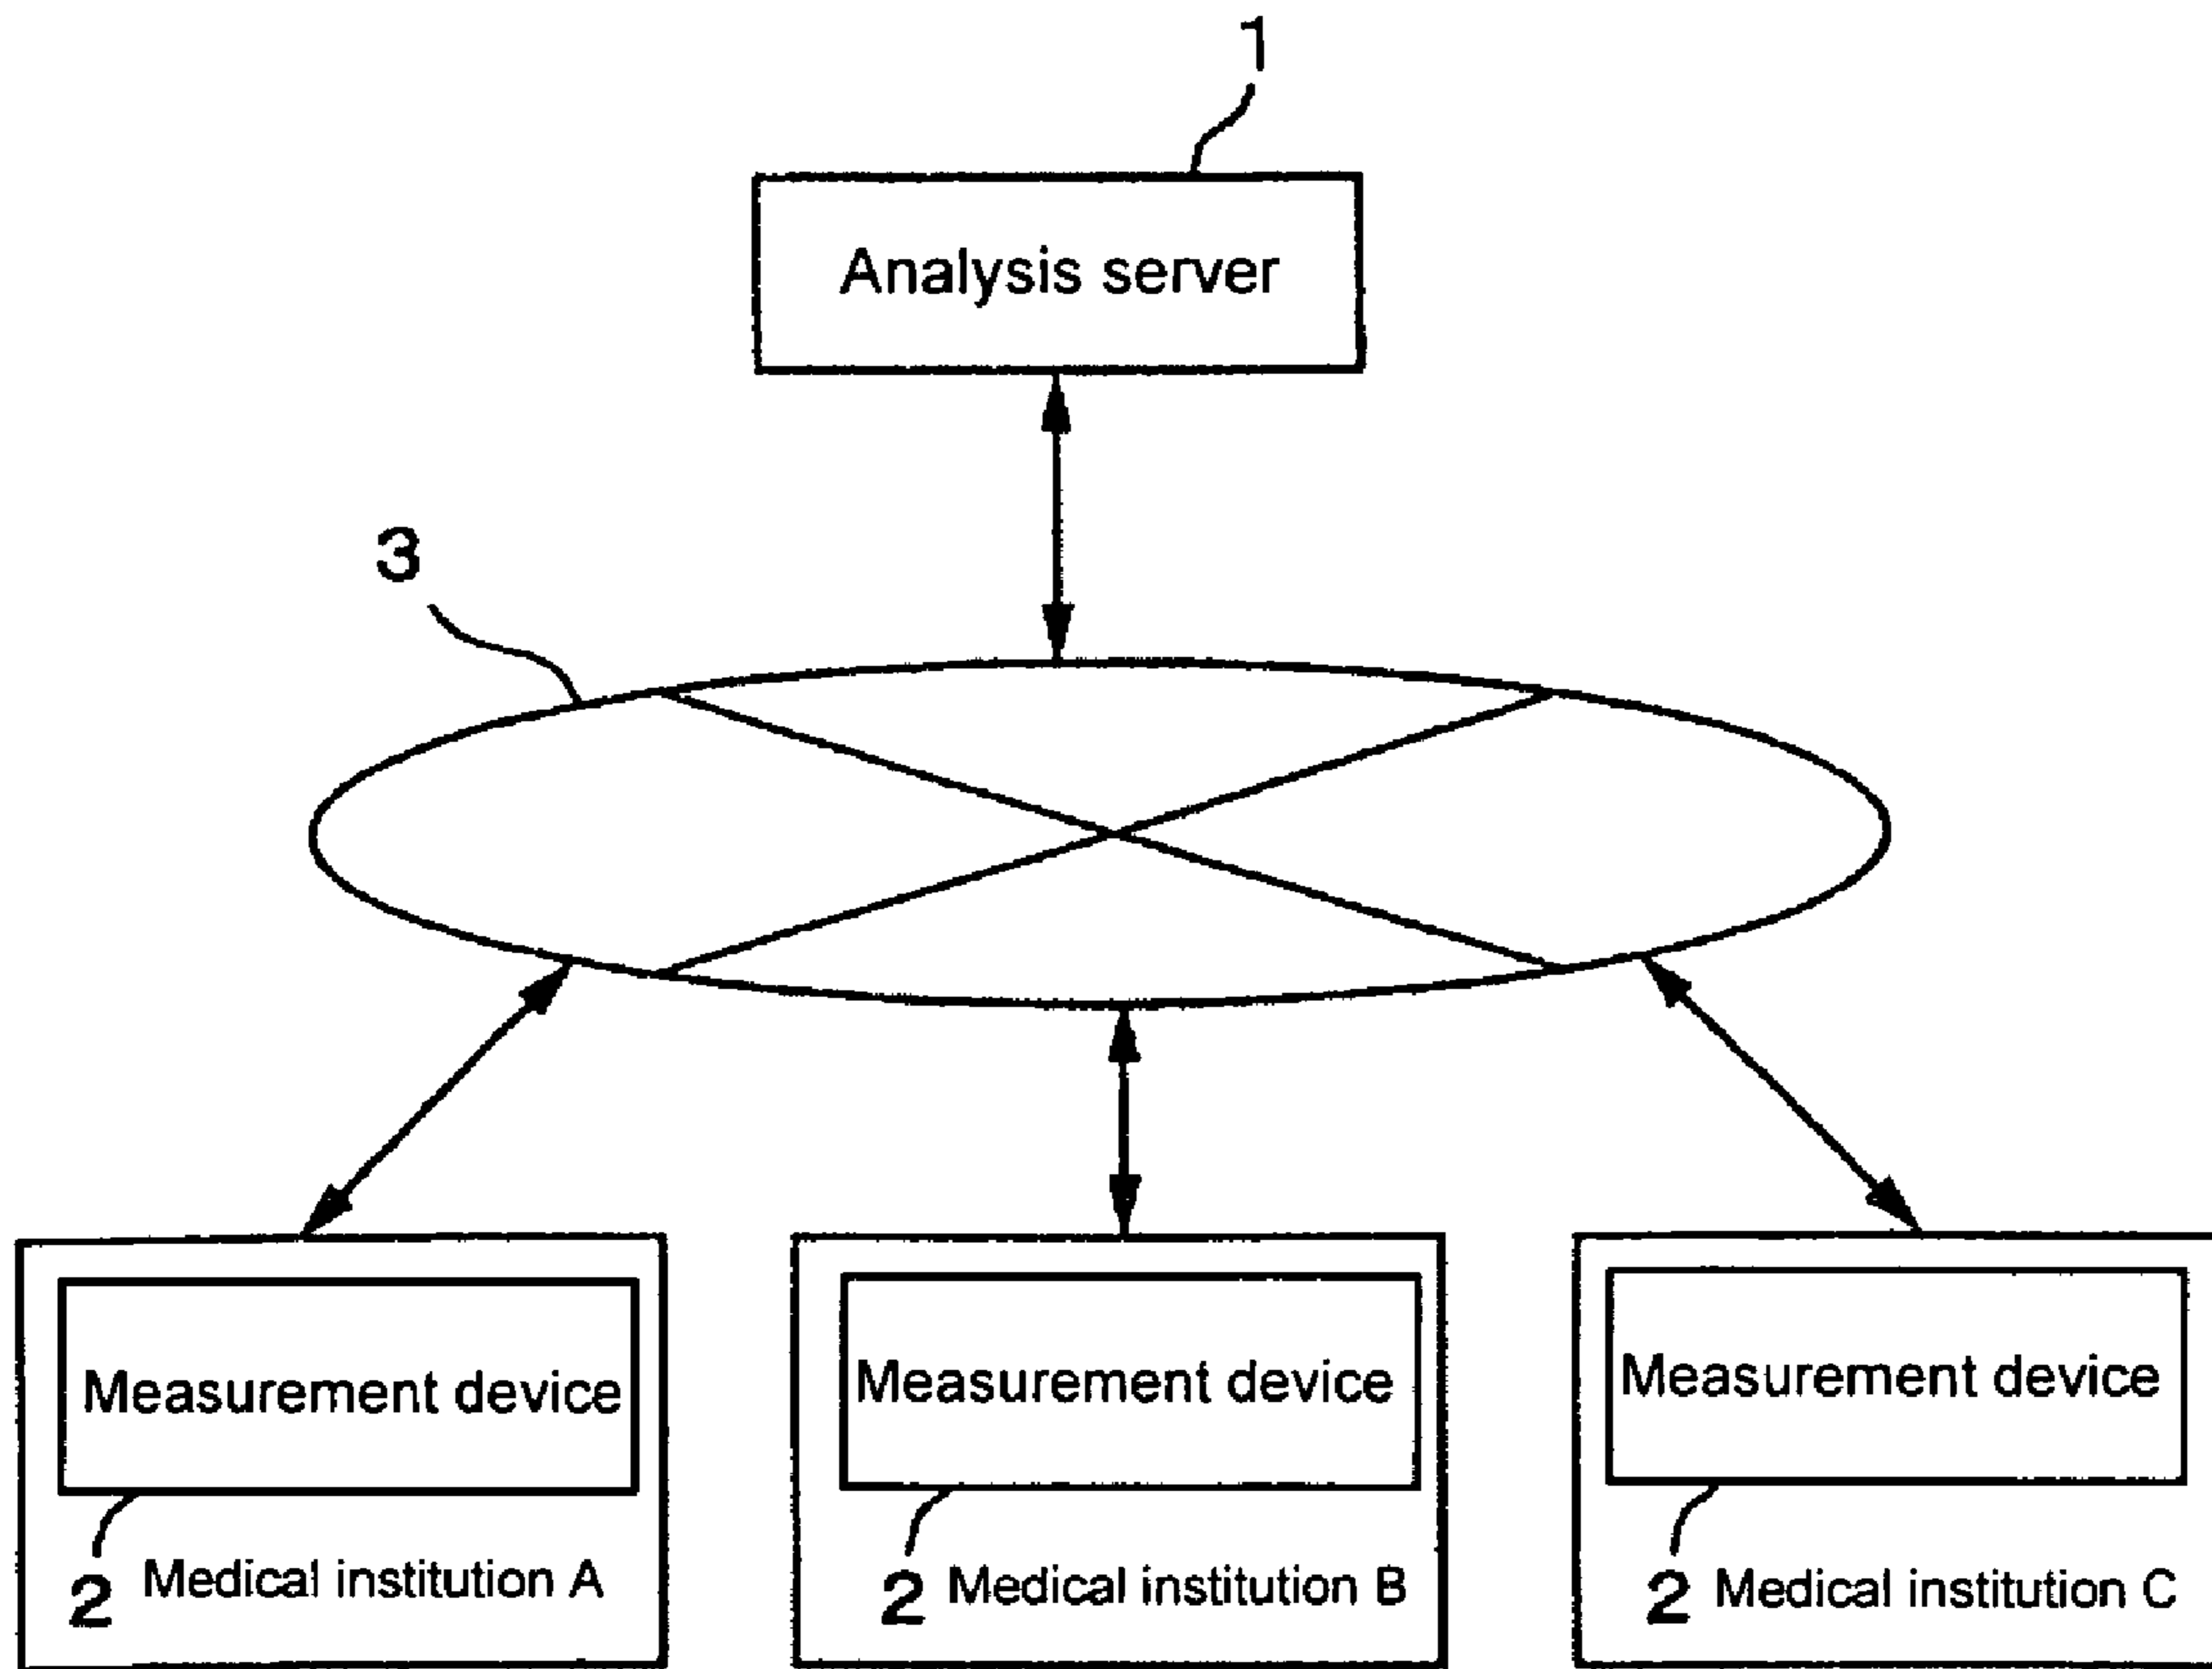 1
Analysis server
3
Measurement device
2 Medical institution A
Measurement device
2 Medical institution B
Measurement device
2 Medical institution C